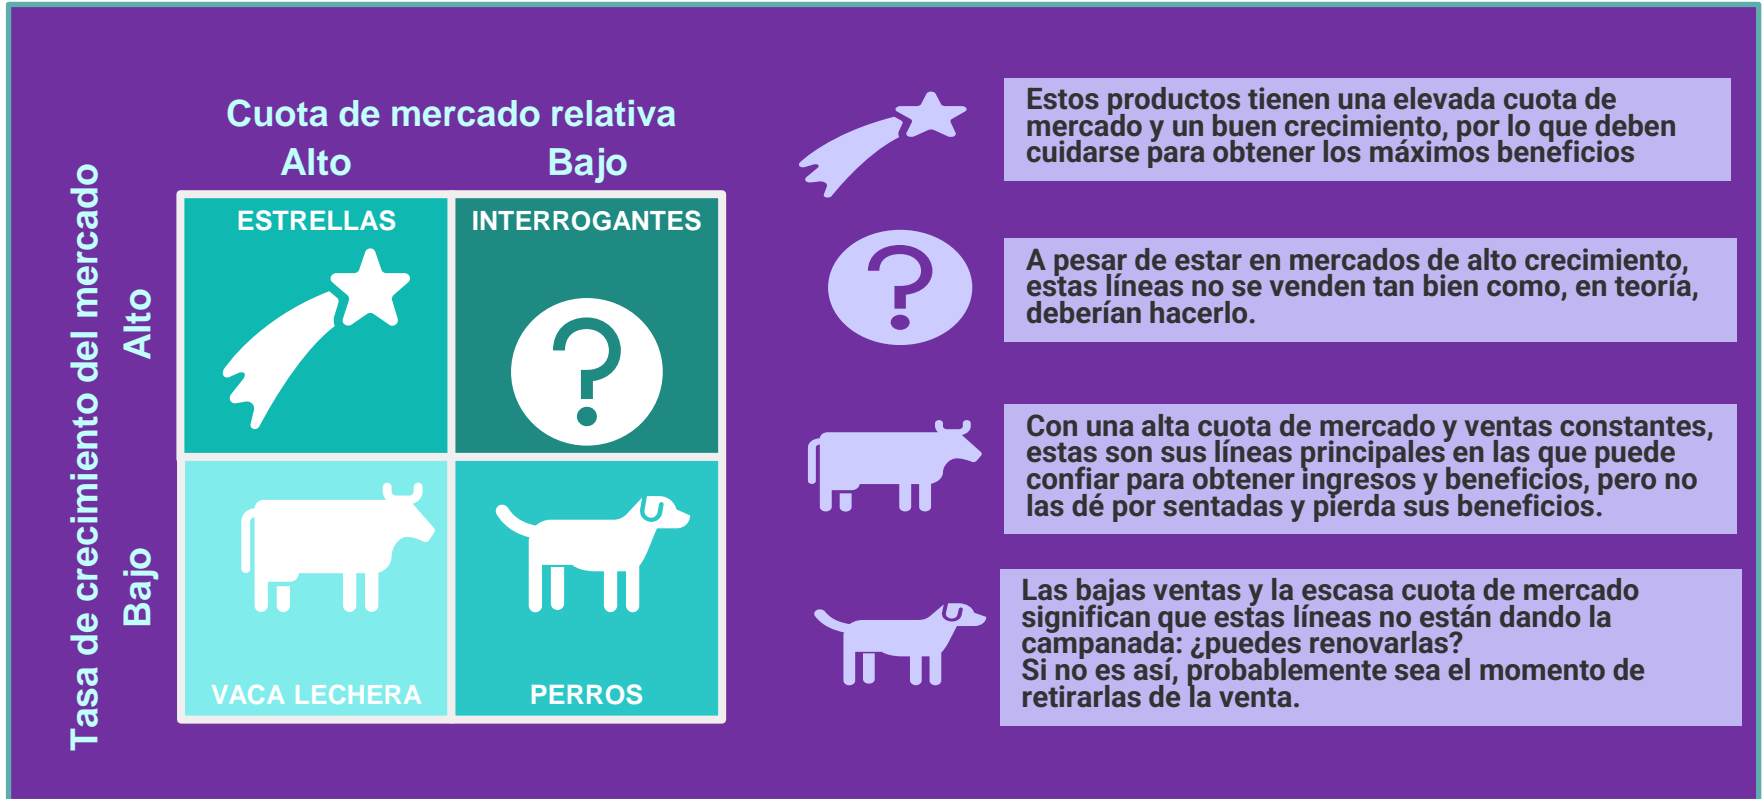 Cuota de mercado relativa
Alto
Bajo
Tasa de crecimiento del mercado
Alto
Bajo
ESTRELLAS
INTERROGANTES
VACA LECHERA
PERROS
Estos productos tienen una elevada cuota de
mercado y un buen crecimiento, por lo que deben
cuidarse para obtener los máximos beneficios
A pesar de estar en mercados de alto crecimiento,
estas líneas no se venden tan bien como, en teoría,
deberían hacerlo.
Con una alta cuota de mercado y ventas constantes,
estas son sus líneas principales en las que puede
confiar para obtener ingresos y beneficios, pero no
las dé por sentadas y pierda sus beneficios.
Las bajas ventas y la escasa cuota de mercado
significan que estas líneas no están dando la
campanada: ¿puedes renovarlas?
Si no es así, probablemente sea el momento de
retirarlas de la venta.